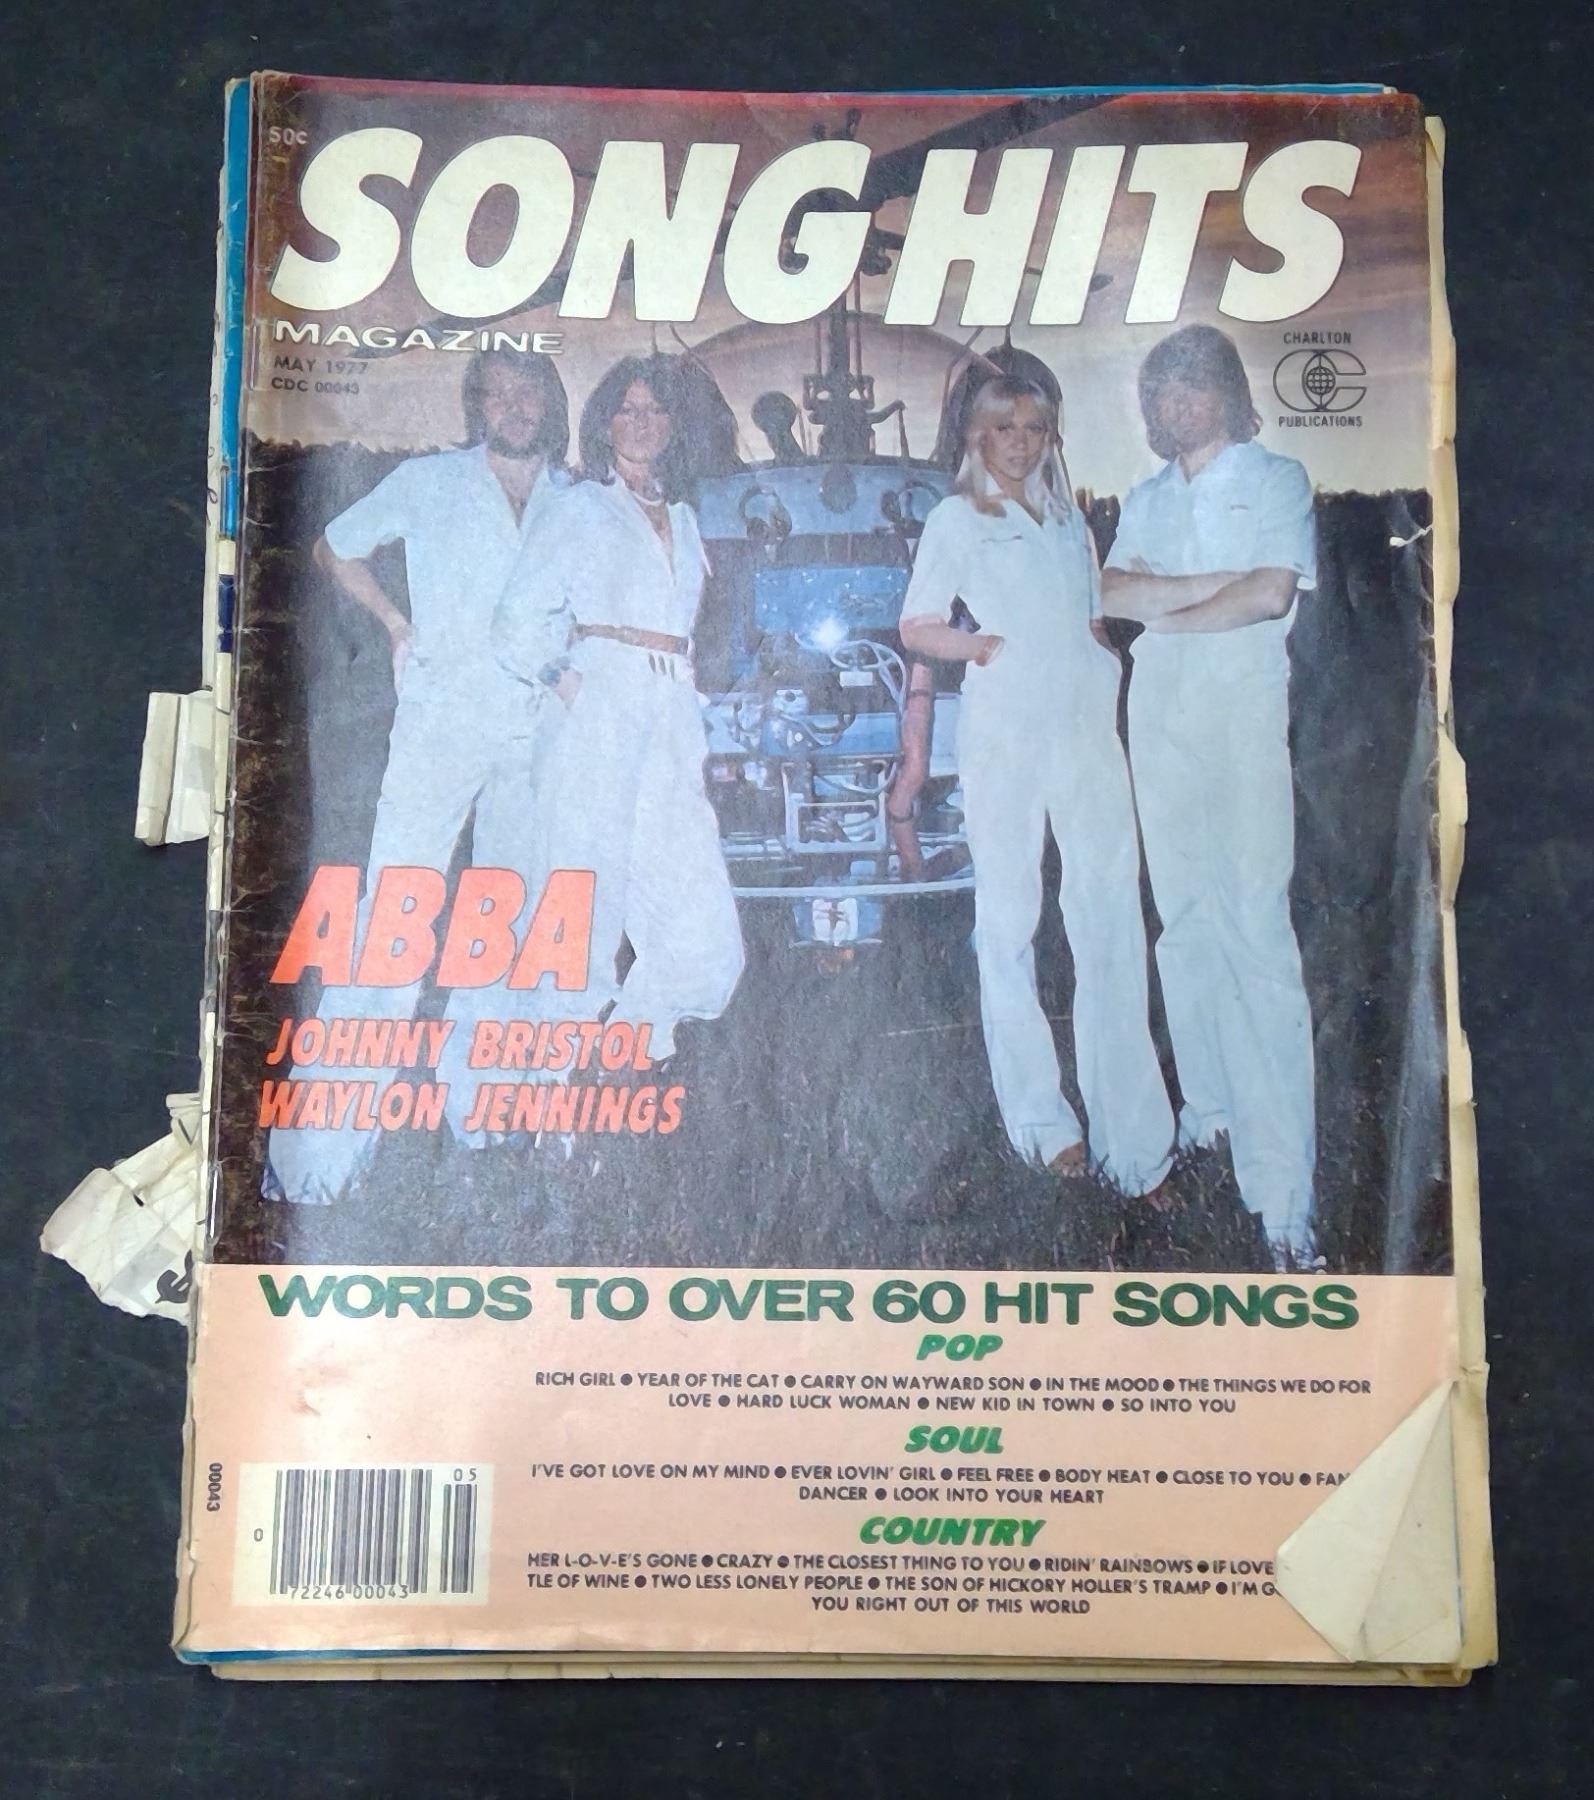 50¢
SONG HITS
MAGAZINE
MAY 1977
CDC 00043
CHARLTON
PUBLICATIONS
ABBA
JOHNNY BRISTOL
WAYLON JENNINGS
WORDS TO OVER 60 HIT SONGS
POP
RICH GIRL ● YEAR OF THE CAT ● CARRY ON WAYWARD SON ● IN THE MOOD ● THE THINGS WE DO FOR
LOVE ● HARD LUCK WOMAN ● NEW KID IN TOWN ● SO INTO YOU
SOUL
I'VE GOT LOVE ON MY MIND ● EVER LOVIN' GIRL ● FEEL FREE ● BODY HEAT ● CLOSE TO YOU ●
DANCER ● LOOK INTO YOUR HEART
COUNTRY
HER L-O-V-E'S GONE ● CRAZY ● THE CLOSEST THING TO YOU ● RIDIN' RAINBOWS ● IF LOVE
TLE OF WINE ● TWO LESS LONELY PEOPLE ● THE SON OF HICKORY HOLLER'S TRAMP ● I'M
YOU RIGHT OUT OF THIS WORLD
00043
05
0
72246 00043